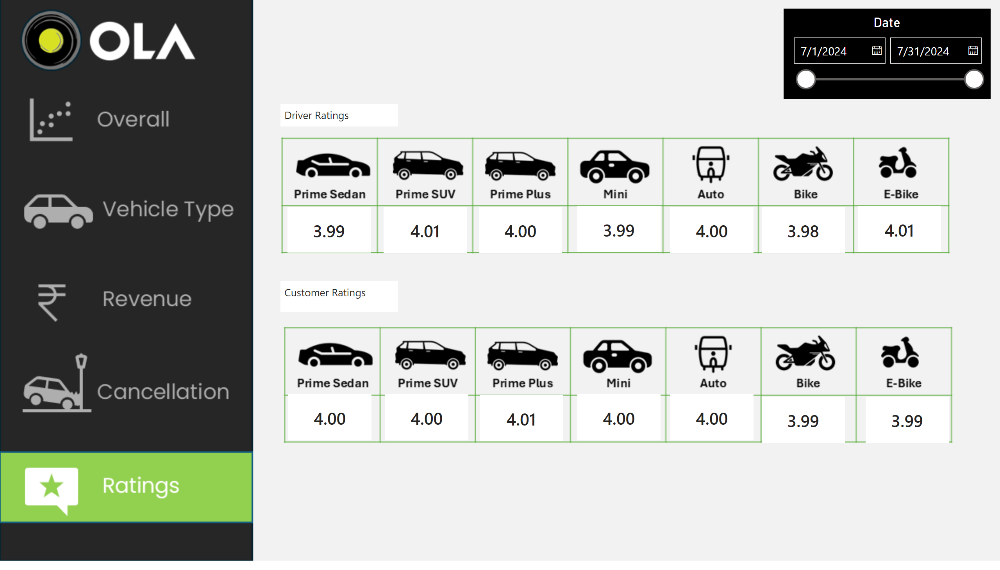 OLA
Date
7/1/2024 7/31/2024
Overall
Vehicle Type
₹ Revenue
Cancellation
Ratings
Driver Ratings
Prime Sedan Prime SUV Prime Plus Mini Auto Bike E-Bike
3.99 4.01 4.00 3.99 4.00 3.98 4.01
Customer Ratings
Prime Sedan Prime SUV Prime Plus Mini Auto Bike E-Bike
4.00 4.00 4.01 4.00 4.00 3.99 3.99